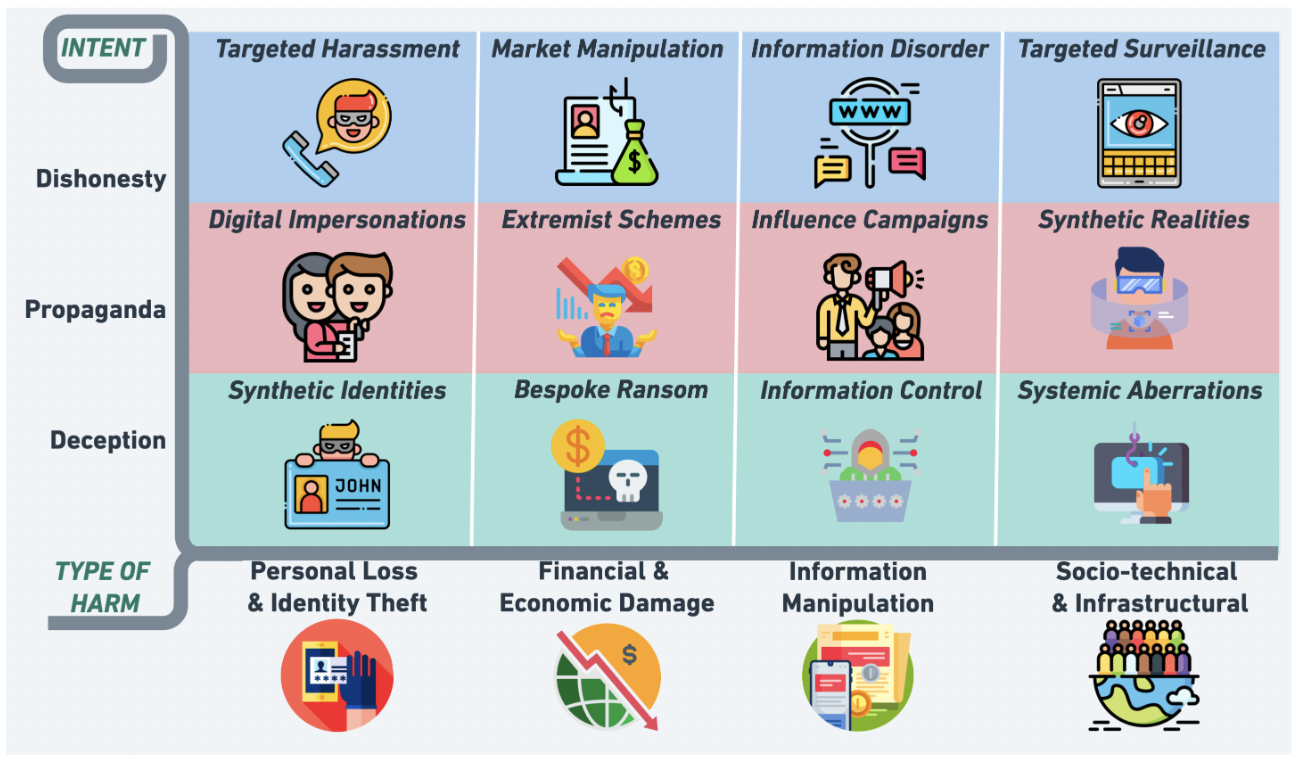 INTENT
Targeted Harassment
Market Manipulation
Information Disorder
Targeted Surveillance
WWW
$
Dishonesty
Digital Impersonations
Extremist Schemes
Influence Campaigns
Synthetic Realities
$
Propaganda
Synthetic Identities
Bespoke Ransom
Information Control
Systemic Aberrations
$
Deception
JOHN
TYPE OF
HARM
Personal Loss
& Identity Theft
Financial &
Economic Damage
Information
Manipulation
Socio-technical
& Infrastructural
$
****